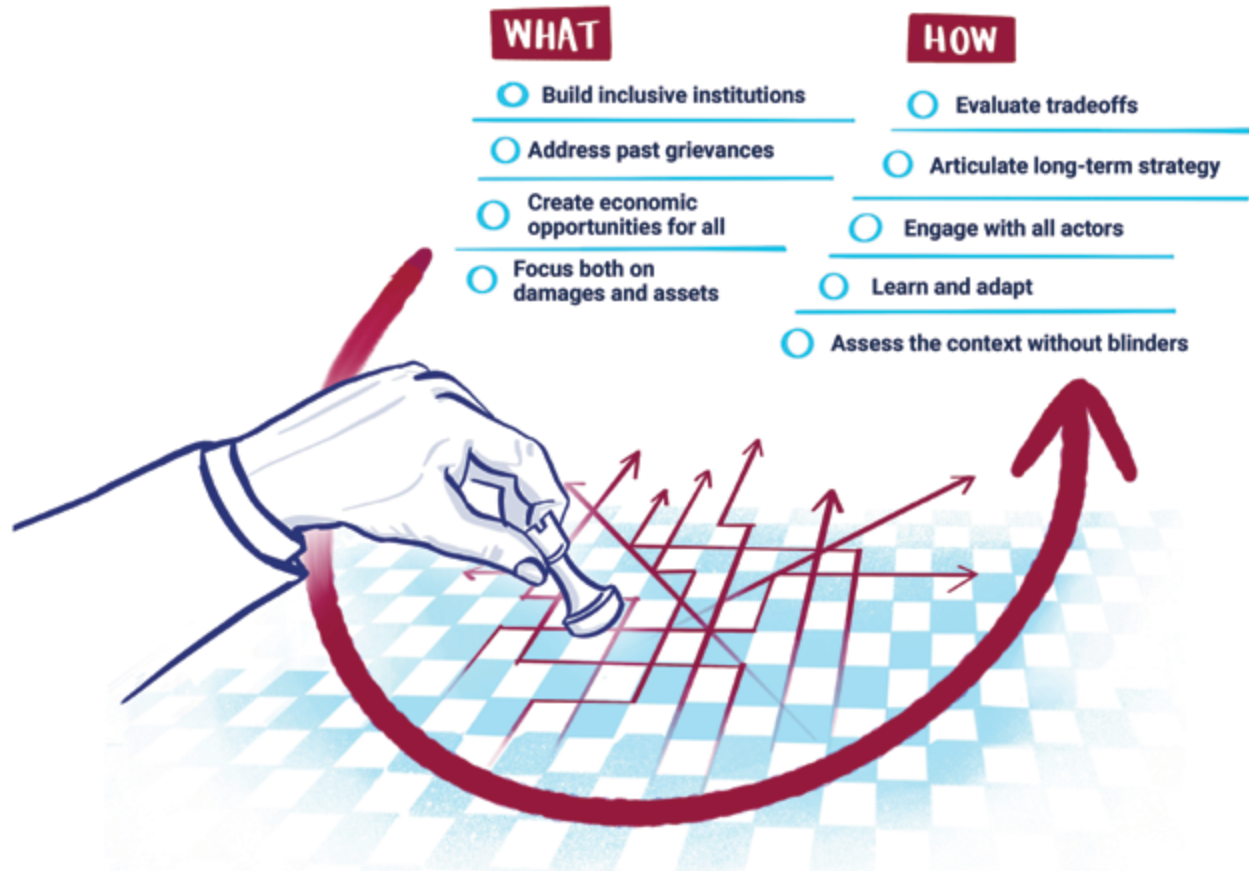 WHAT
Build inclusive institutions
Address past grievances
Create economic
opportunities for all
Focus both on
damages and assets
HOW
Evaluate tradeoffs
Articulate long-term strategy
Engage with all actors
Learn and adapt
Assess the context without blinders